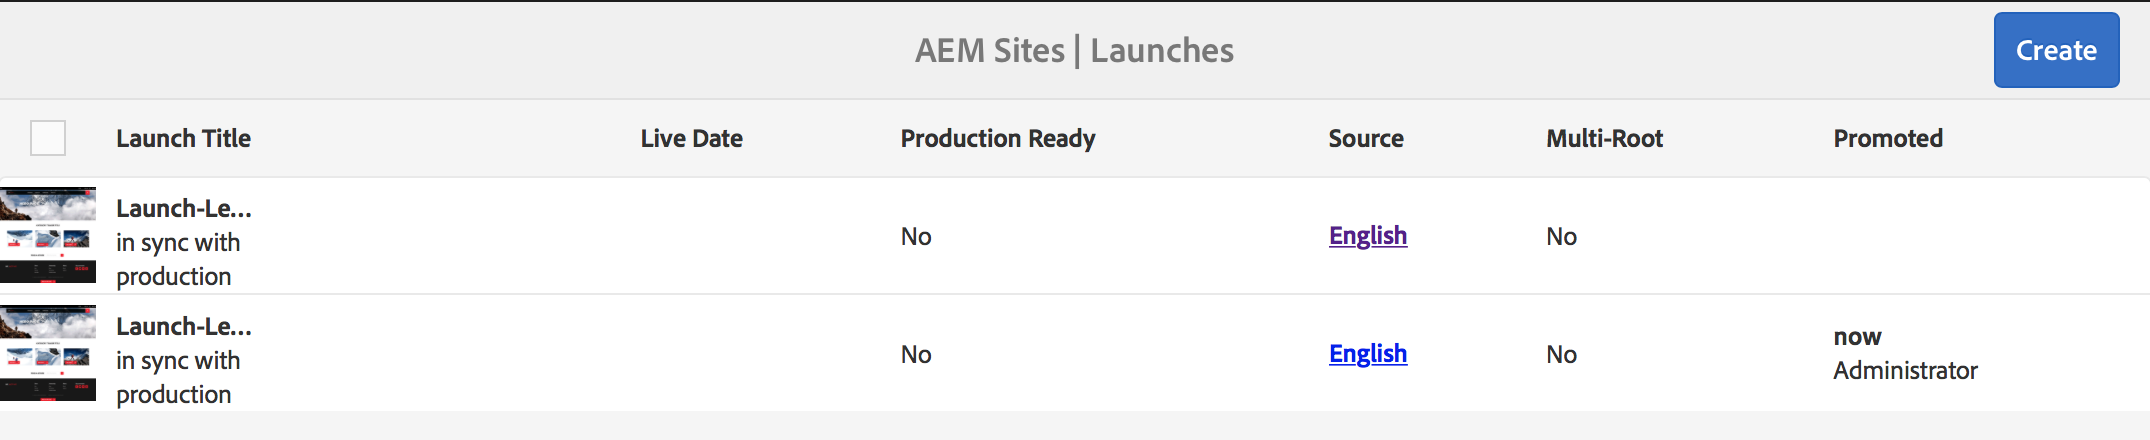 AEM Sites | Launches
Create
Launch Title Live Date Production Ready Source Multi-Root Promoted
Launch-Le...
in sync with
production
No English No
Launch-Le...
in sync with
production
No English No
now
Administrator